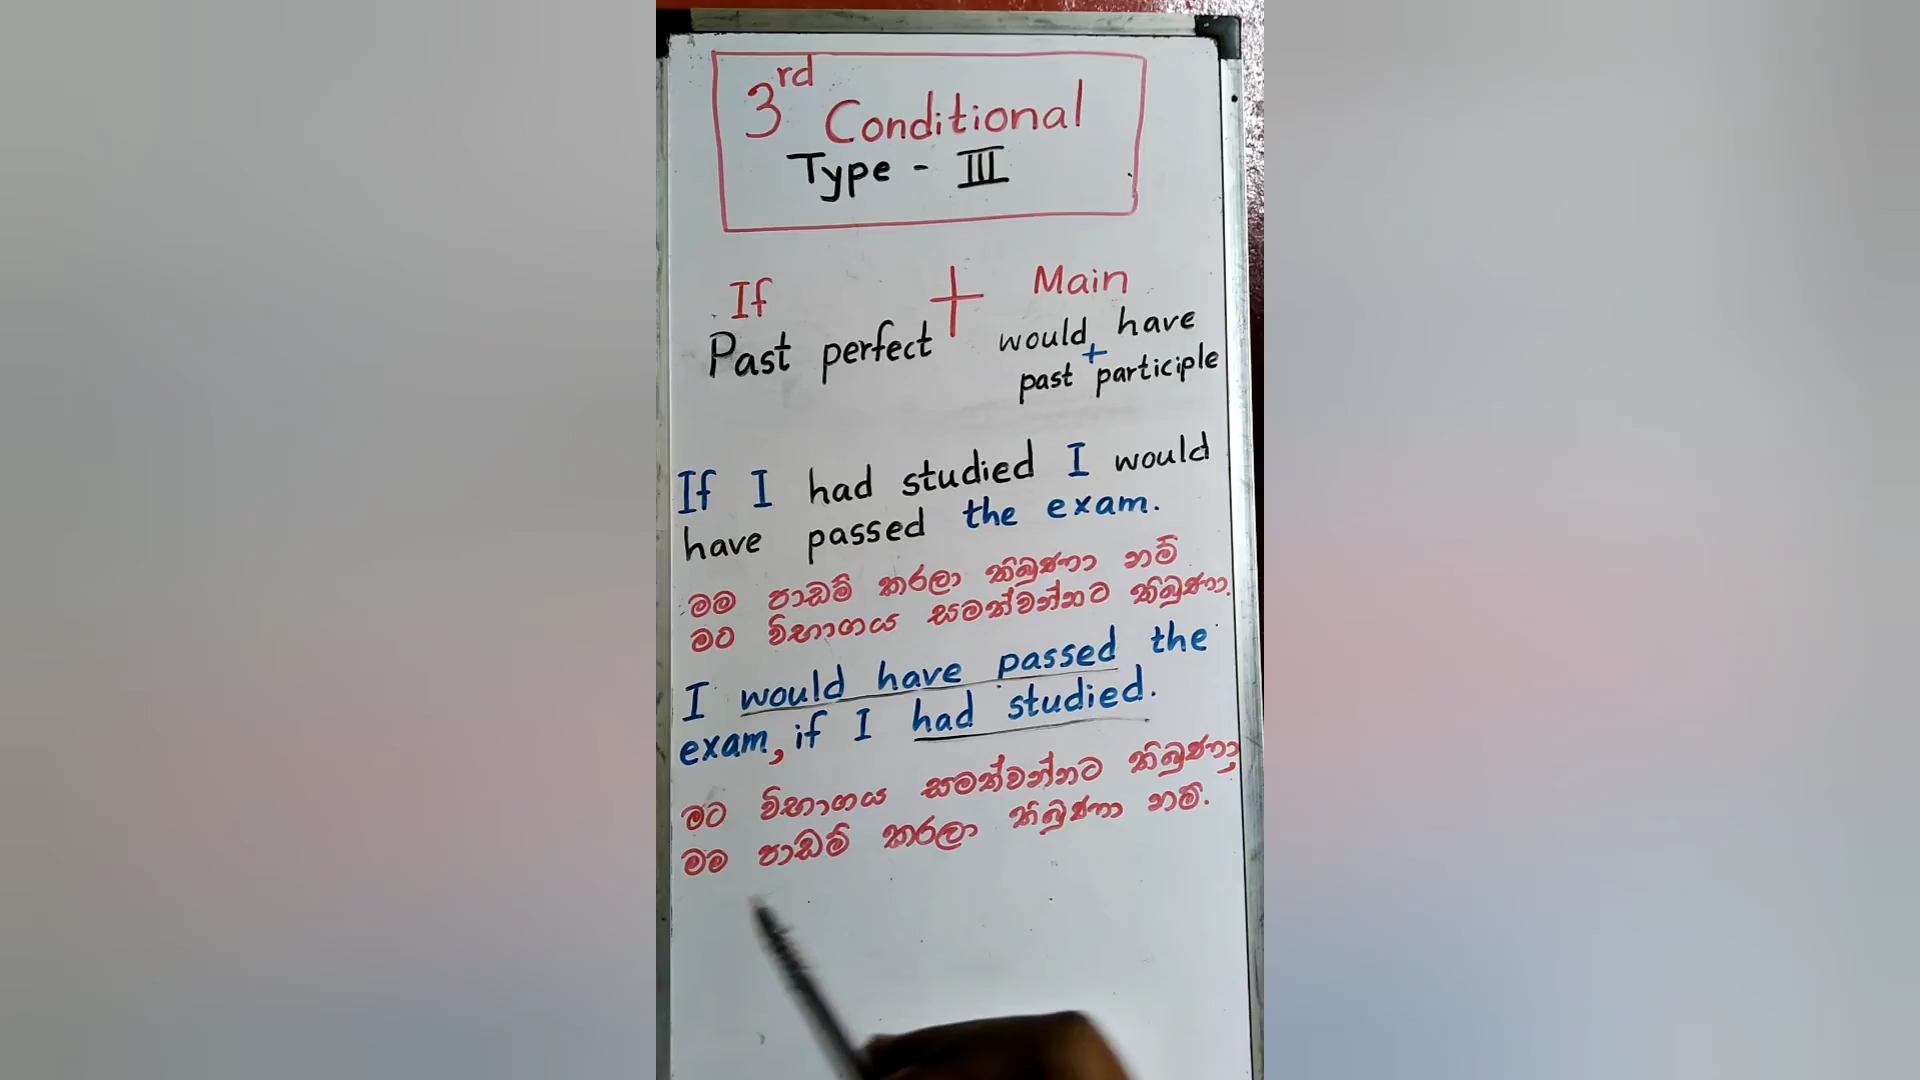 3rd Conditional
Type - III
If + Main
Past perfect would have
+
past participle
If I had studied I would
have passed the exam.
මම පාඩම් කරලා තිබුණා නම්
මට විභාගය සමත්වන්නට තිබුණා.
I would have passed the
exam, if I had studied.
මට විභාගය සමත්වන්නට තිබුණා,
මම පාඩම් කරලා තිබුණා නම්.